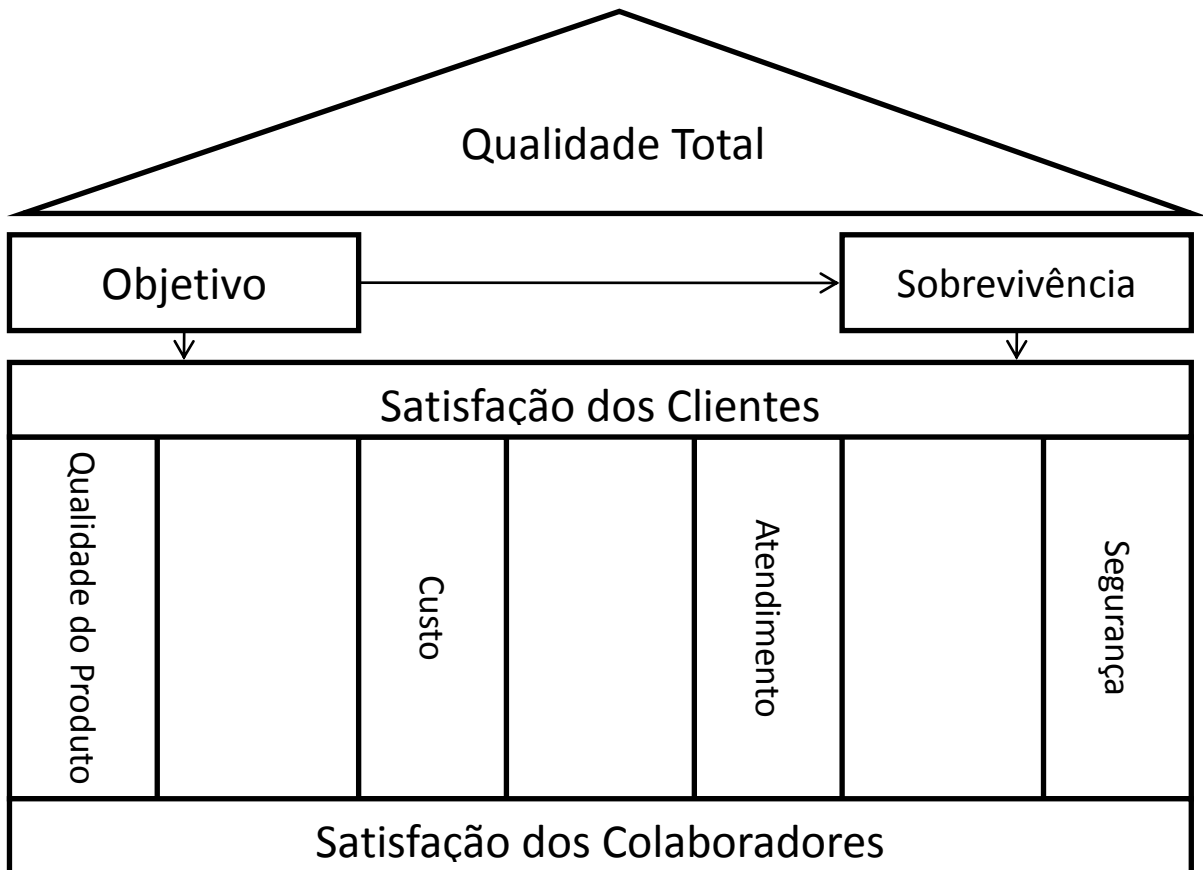 Qualidade Total
Objetivo
Sobrevivência
Satisfação dos Clientes
Qualidade do Produto
Custo
Atendimento
Segurança
Satisfação dos Colaboradores